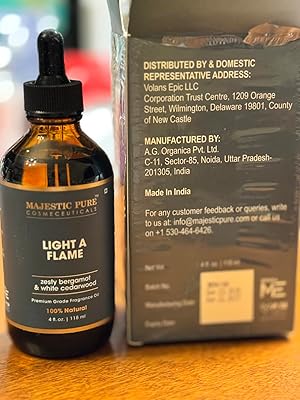 MAJESTIC PURE
COSMECEUTICALS
LIGHT A
FLAME
zesty bergamot
& white cedarwood
Premium Grade Fragrance Oil
100% Natural
4 fl. oz. | 118 ml
DISTRIBUTED BY & DOMESTIC
REPRESENTATIVE ADDRESS:
Volans Epic LLC
Corporation Trust Centre, 1209 Orange
Street, Wilmington, Delaware 19801, County
of New Castle
MANUFACTURED BY:
A.G. Organica Pvt. Ltd.
C-11, Sector-85, Noida, Uttar Pradesh-
201305, India
Made in India
For any customer feedback or queries, write
to us at: info@majesticpure.com or call us
on +1 530-464-6426.
Net Wt
4 fl. oz. | 118 ml
Batch No.
Manufacturing Date
Expiry Date